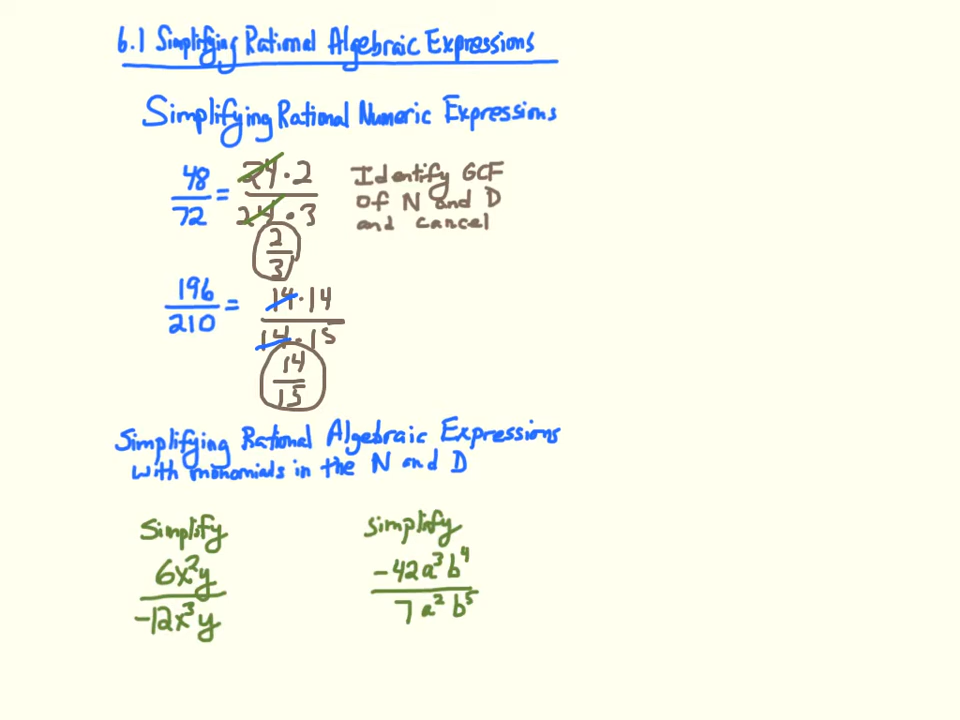 6.1 Simplifying Rational Algebraic Expressions
Simplifying Rational Numeric Expressions
48/72 = 24·2/24·3
Identify GCF
of N and D
and cancel
2/3
196/210 = 14·14/14·15
14/15
Simplifying Rational Algebraic Expressions
with monomials in the N and D
Simplify
6x²y
-12x³y
Simplify
-42a³b⁴
7a²b⁵